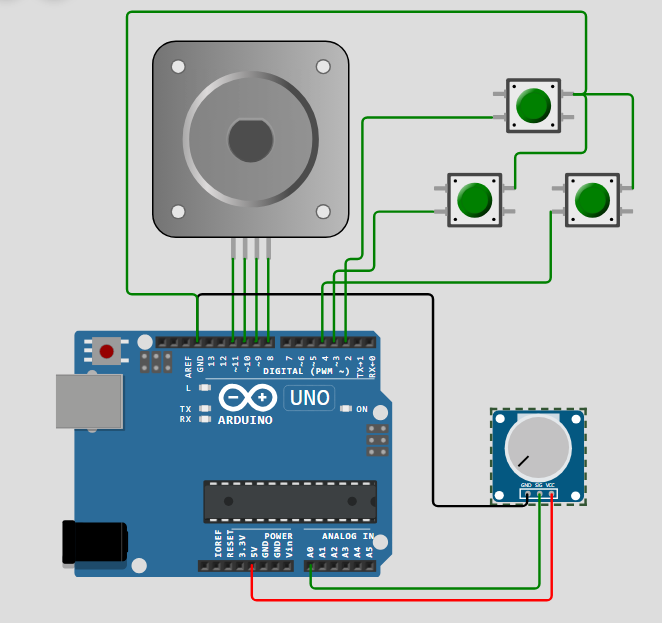 AREF
GND
13
12
~11
~10
~9
8
7
~6
~5
4
~3
2
TX→1
RX←0
DIGITAL (PWM ~)
L
TX
RX
UNO
ON
ARDUINO
GND SIG VCC
POWER
ANALOG IN
IOREF
RESET
3.3V
5V
GND
GND
Vin
A0
A1
A2
A3
A4
A5